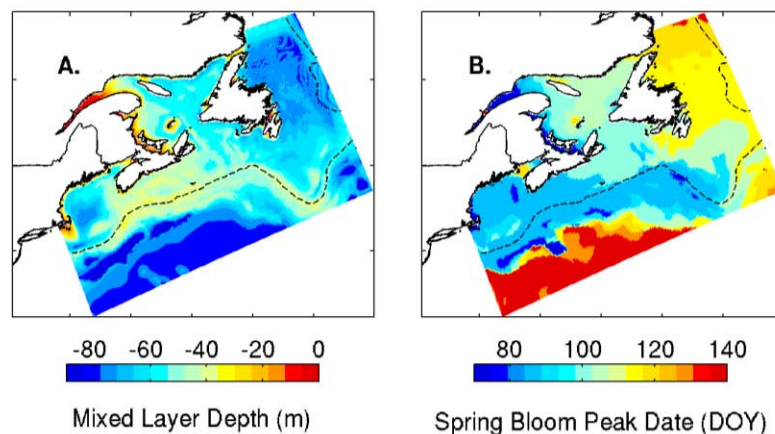 A.
B.
-80 -60 -40 -20 0
80 100 120 140
Mixed Layer Depth (m)
Spring Bloom Peak Date (DOY)